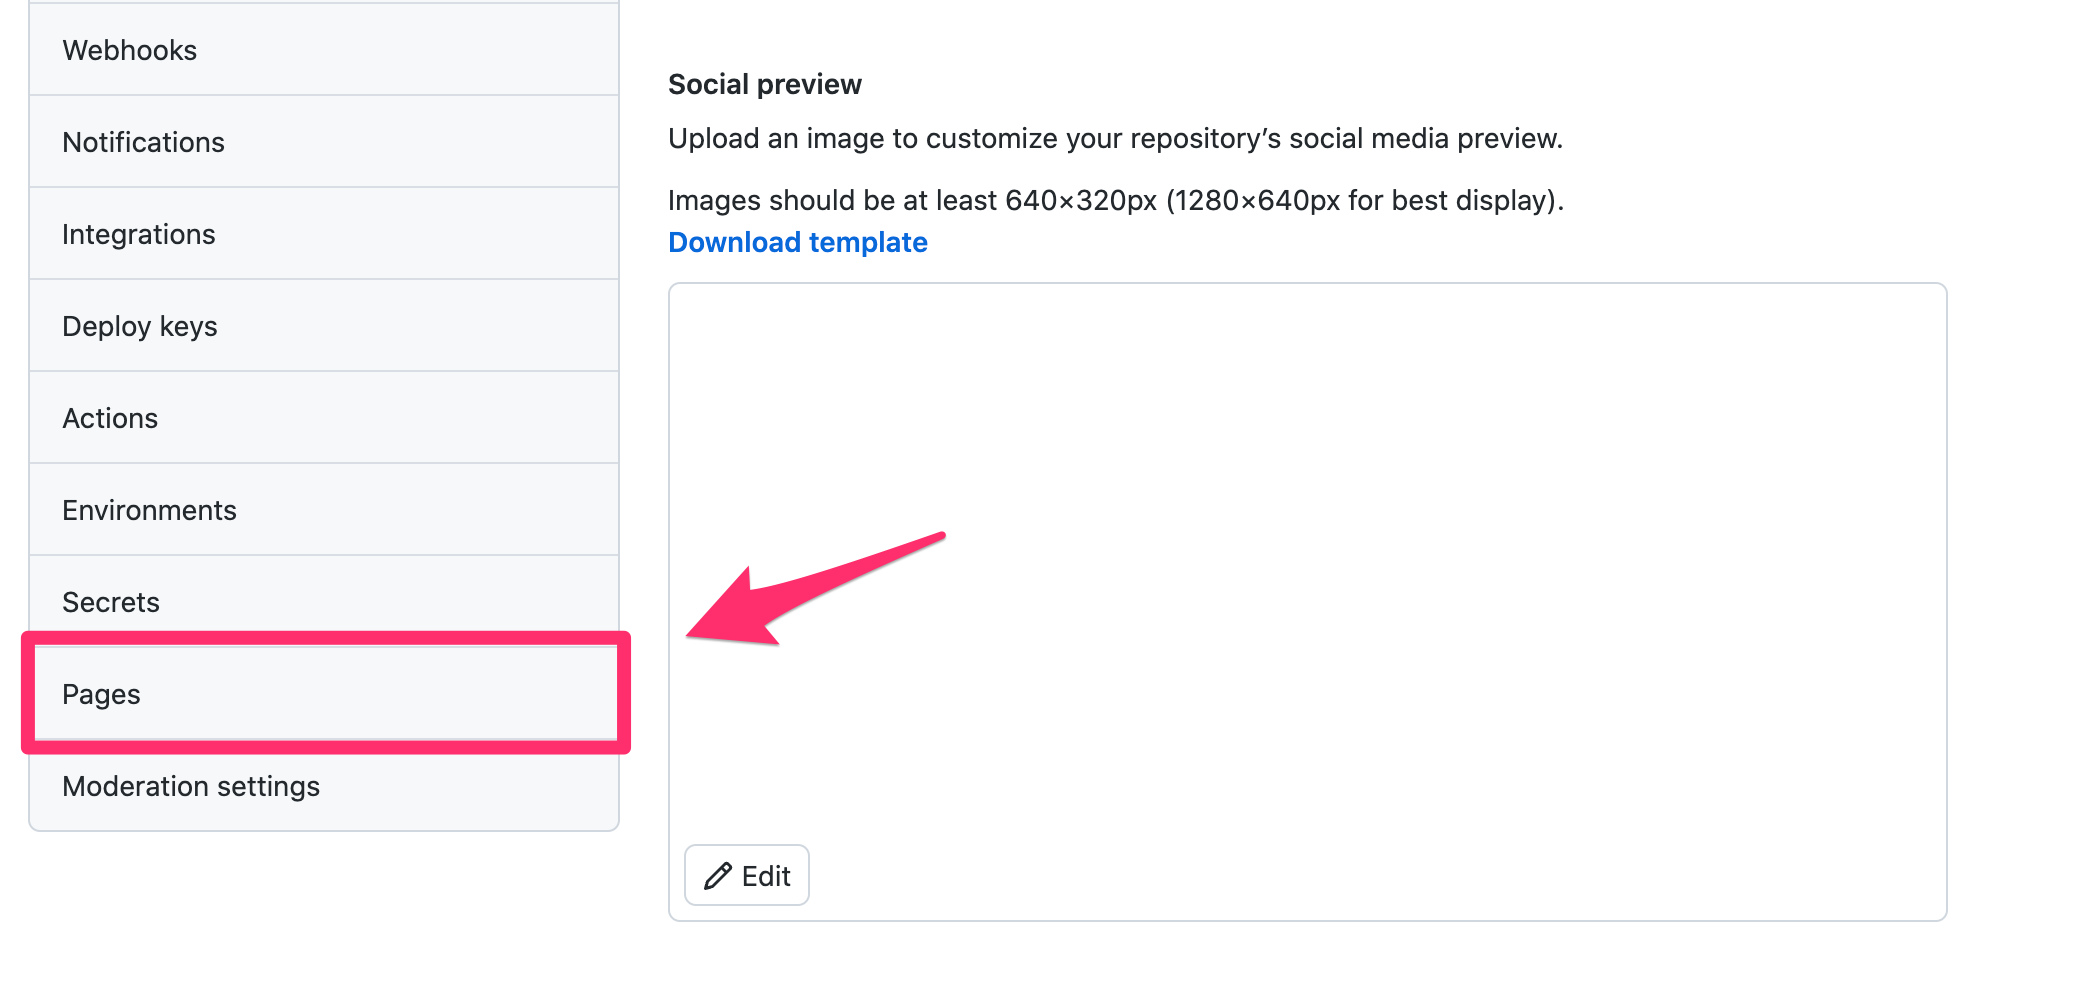 Webhooks
Notifications
Integrations
Deploy keys
Actions
Environments
Secrets
Pages
Moderation settings
Social preview
Upload an image to customize your repository’s social media preview.
Images should be at least 640×320px (1280×640px for best display).
Download template
Edit